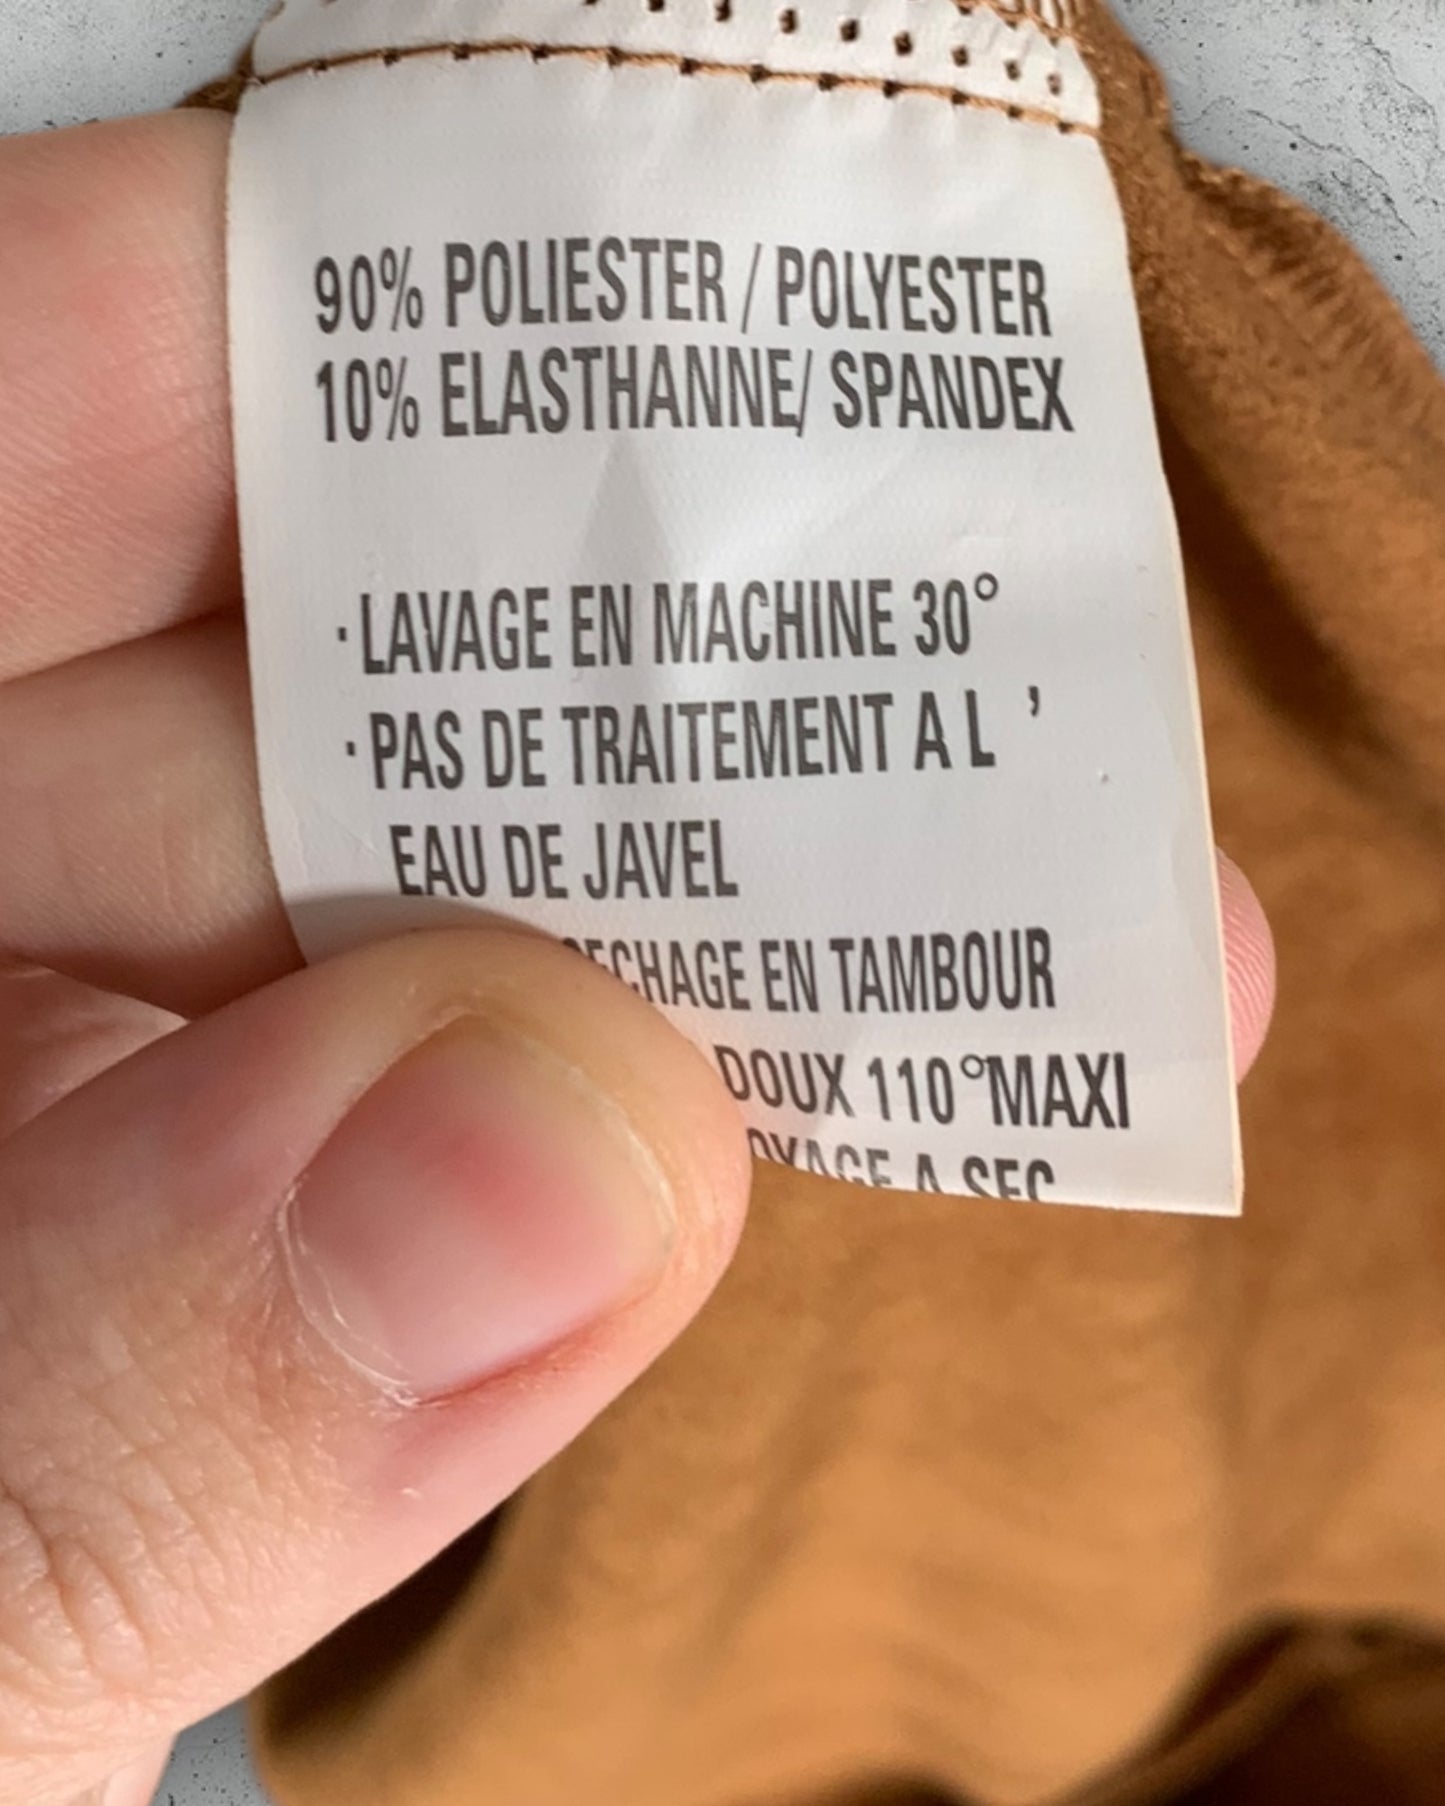 90% POLIESTER / POLYESTER
10% ELASTHANNE/ SPANDEX
· LAVAGE EN MACHINE 30°
· PAS DE TRAITEMENT A L ’
EAU DE JAVEL
EN TAMBOUR
DOUX 110°MAXI
A SEC